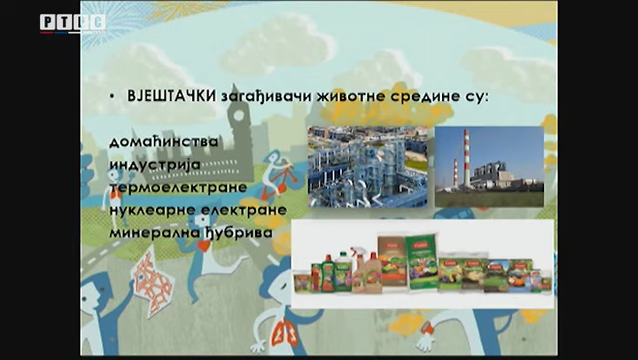 РТРС
• ВЈЕШТАЧКИ загађивачи животне средине су:
домаћинства
индустрија
термоелектране
нуклеарне електране
минерална ђубрива